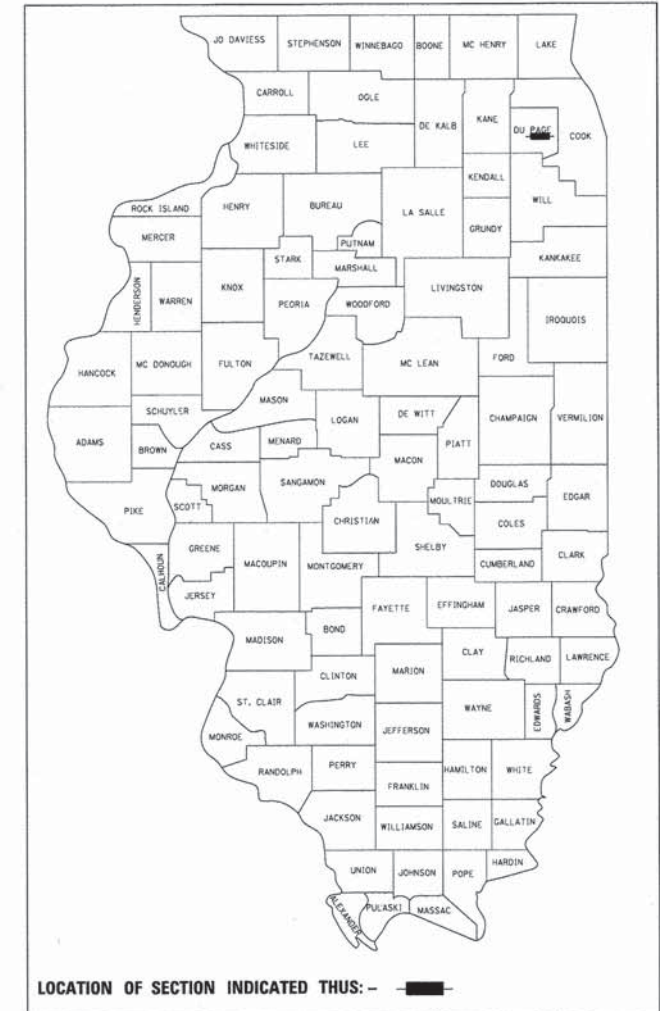 JO DAVIESS
STEPHENSON
WINNEBAGO
BOONE
MC HENRY
LAKE
CARROLL
OGLE
DE KALB
KANE
DU PAGE
COOK
WHITESIDE
LEE
KENDALL
WILL
ROCK ISLAND
HENRY
BUREAU
LA SALLE
GRUNDY
MERCER
PUTNAM
KANKAKEE
STARK
MARSHALL
HENDERSON
WARREN
KNOX
PEORIA
WOODFORD
LIVINGSTON
IROQUOIS
HANCOCK
MC DONOUGH
FULTON
TAZEWELL
MC LEAN
FORD
MASON
SCHUYLER
LOGAN
DE WITT
CHAMPAIGN
VERMILION
ADAMS
BROWN
CASS
MENARD
MACON
PIATT
PIKE
SCOTT
MORGAN
SANGAMON
CHRISTIAN
MOULTRIE
DOUGLAS
EDGAR
COLES
CALHOUN
GREENE
MACOUPIN
MONTGOMERY
SHELBY
CUMBERLAND
CLARK
JERSEY
FAYETTE
EFFINGHAM
JASPER
CRAWFORD
MADISON
BOND
CLAY
RICHLAND
LAWRENCE
CLINTON
MARION
ST. CLAIR
WAYNE
EDWARDS
WABASH
MONROE
WASHINGTON
JEFFERSON
RANDOLPH
PERRY
FRANKLIN
HAMILTON
WHITE
JACKSON
WILLIAMSON
SALINE
GALLATIN
UNION
JOHNSON
POPE
HARDIN
ALEXANDER
PULASKI
MASSAC
LOCATION OF SECTION INDICATED THUS: -